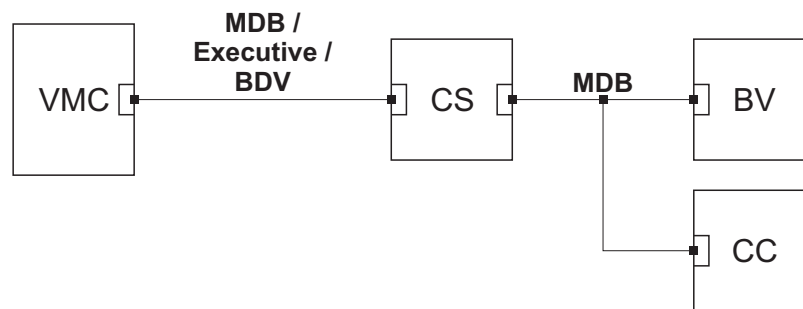 MDB /
Executive /
BDV
VMC
CS
MDB
BV
CC